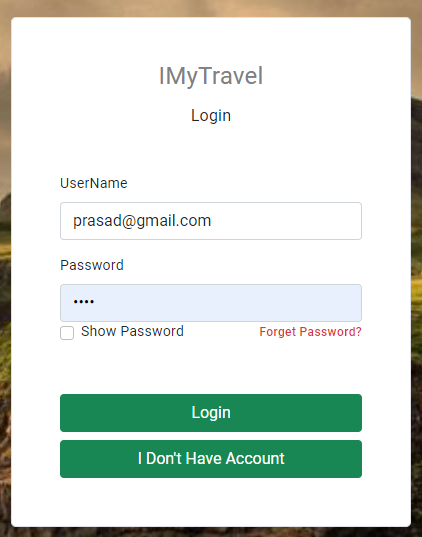 IMyTravel
Login
UserName
prasad@gmail.com
Password
••••
Show Password Forget Password?
Login
I Don't Have Account